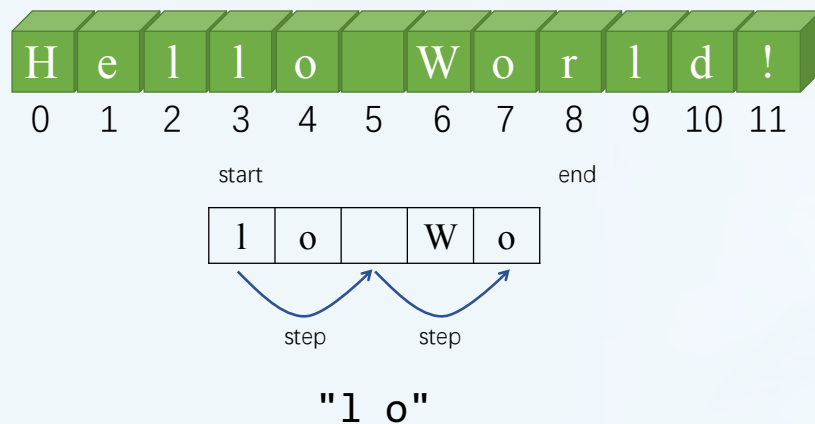 H e l l o W o r l d !
0 1 2 3 4 5 6 7 8 9 10 11
start end
l o W o
step step
"l o"